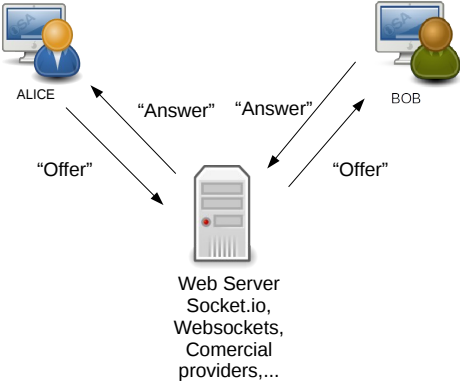 ALICE
BOB
“Answer”
“Answer”
“Offer”
“Offer”
Web Server
Socket.io,
Websockets,
Comercial
providers,...